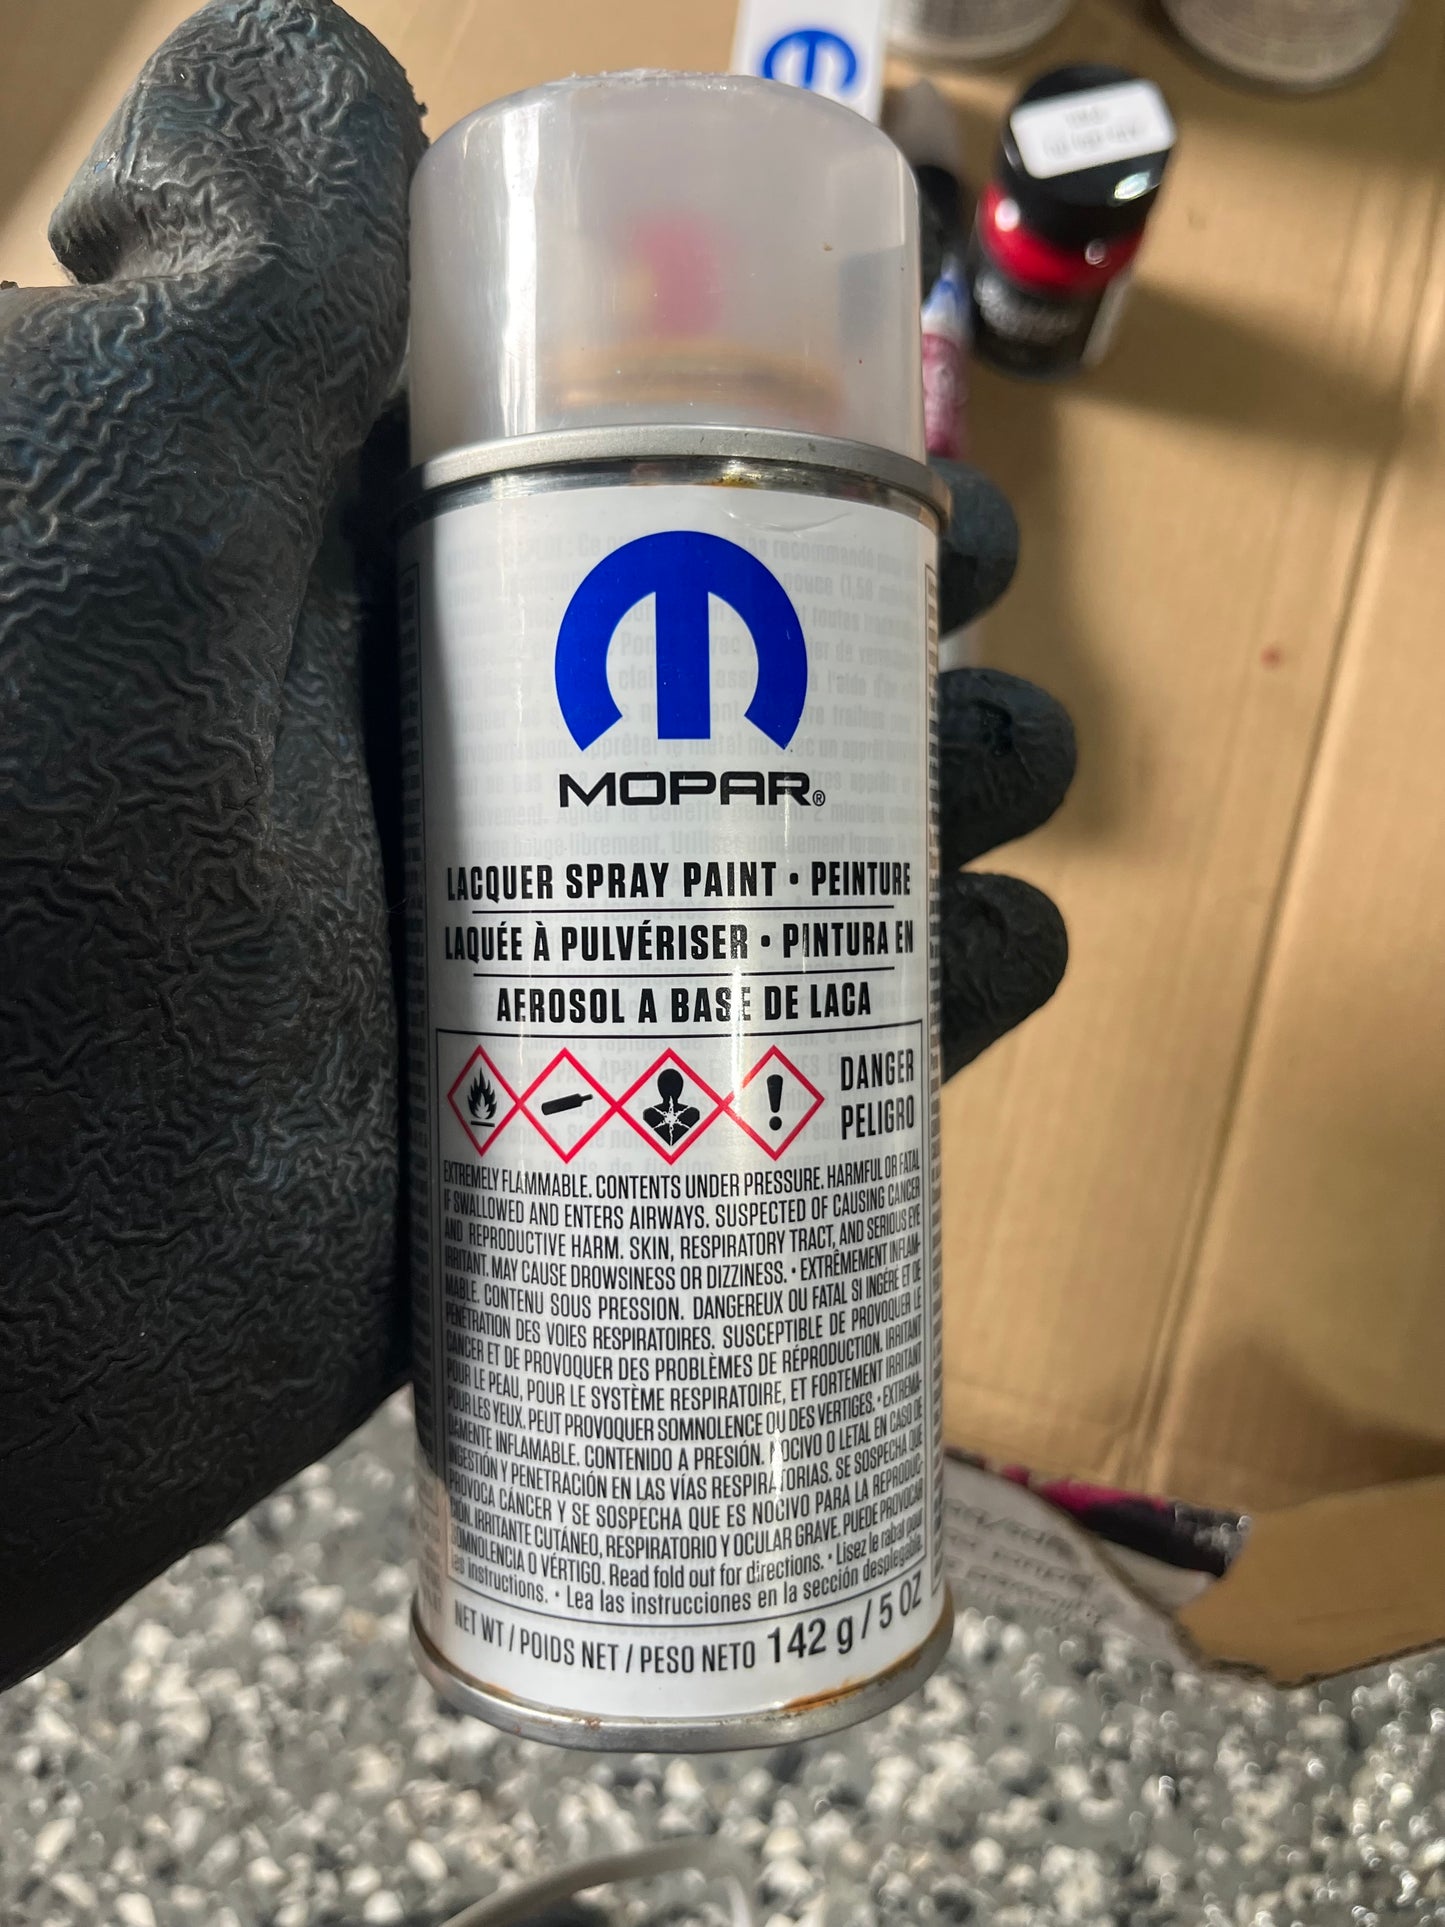 MOPAR®
LACQUER SPRAY PAINT • PEINTURE
LAQUÉE À PULVÉRISER • PINTURA EN
AEROSOL A BASE DE LACA
DANGER
PELIGRO
EXTREMELY FLAMMABLE. CONTENTS UNDER PRESSURE. HARMFUL OR FATAL
IF SWALLOWED AND ENTERS AIRWAYS. SUSPECTED OF CAUSING CANCER
AND REPRODUCTIVE HARM. SKIN, RESPIRATORY TRACT, AND SERIOUS EYE
IRRITANT. MAY CAUSE DROWSINESS OR DIZZINESS. • EXTRÊMEMENT INFLAM-
MABLE. CONTENU SOUS PRESSION. DANGEREUX OU FATAL SI INGÉRÉ ET DE
PÉNÉTRATION DES VOIES RESPIRATOIRES. SUSCEPTIBLE DE PROVOQUER LE
CANCER ET DE PROVOQUER DES PROBLÈMES DE RÉPRODUCTION. IRRITANT
POUR LE PEAU, POUR LE SYSTÈME RESPIRATOIRE, ET FORTEMENT IRRITANT
POUR LES YEUX. PEUT PROVOQUER SOMNOLENCE OU DES VERTIGES. • EXTREMA-
DAMENTE INFLAMABLE. CONTENIDO A PRESIÓN. NOCIVO O LETAL EN CASO DE
INGESTIÓN Y PENETRACIÓN EN LAS VÍAS RESPIRATORIAS. SE SOSPECHA QUE
PROVOCA CÁNCER Y SE SOSPECHA QUE ES NOCIVO PARA LA REPRODUC-
CIÓN. IRRITANTE CUTÁNEO, RESPIRATORIO Y OCULAR GRAVE. PUEDE PROVOCAR
SOMNOLENCIA O VÉRTIGO. Read fold out for directions. • Lisez le rabat pour
les instructions. • Lea las instrucciones en la sección desplegable.
NET WT / POIDS NET / PESO NETO 142 g / 5 OZ